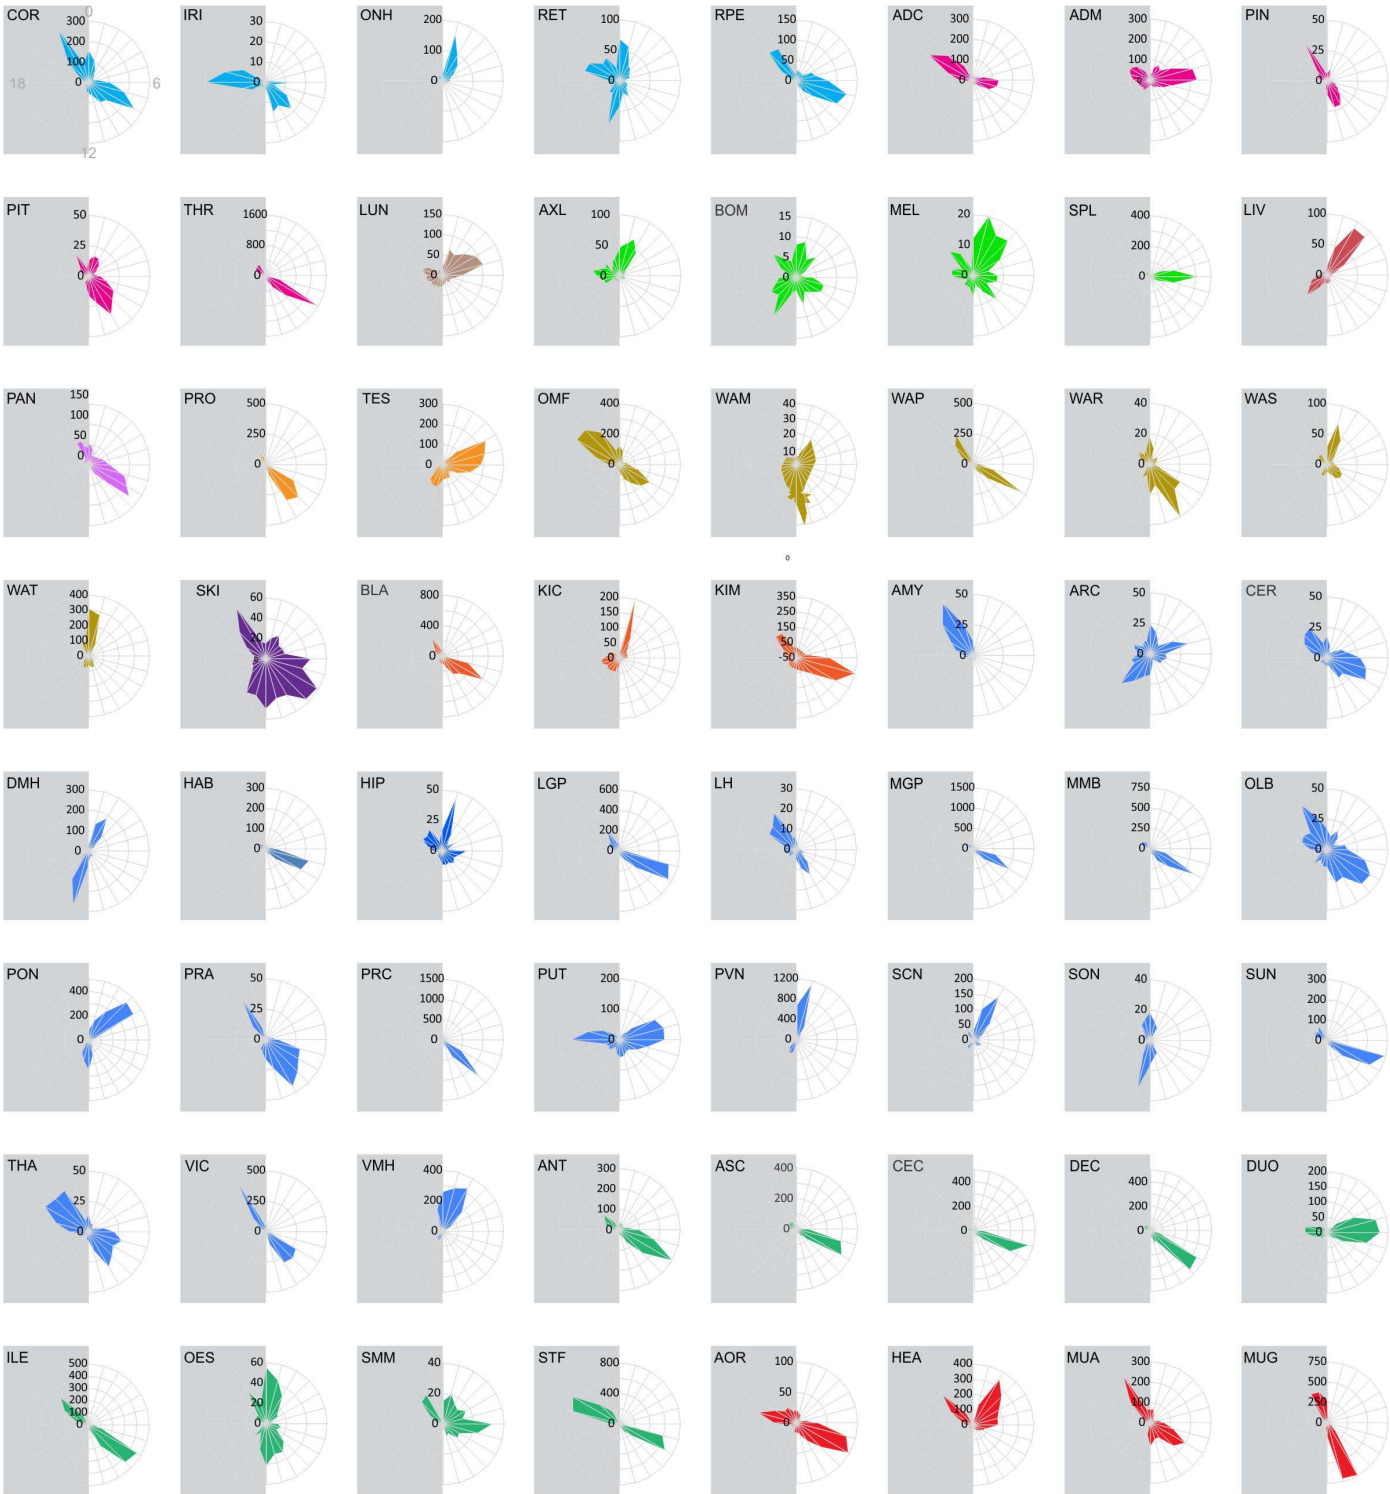 COR 300 200 100 0 0 6 12 18
IRI 30 20 10 0
ONH 200 100 0
RET 100 50 0
RPE 150 100 50 0
ADC 300 200 100 0
ADM 300 200 100 0
PIN 50 25 0
PIT 50 25 0
THR 1600 800 0
LUN 150 100 50 0
AXL 100 50 0
BOM 15 10 5 0
MEL 20 10 0
SPL 400 200 0
LIV 100 50 0
PAN 150 100 50 0
PRO 500 250 0
TES 300 200 100 0
OMF 400 200 0
WAM 40 30 20 10 0
WAP 500 250 0
WAR 40 20 0
WAS 100 50 0
0
WAT 400 300 200 100 0
SKI 60 40 20 0
BLA 800 400 0
KIC 200 150 100 50 0
KIM 350 250 150 50 -50
AMY 50 25 0
ARC 50 25 0
CER 50 25 0
DMH 300 200 100 0
HAB 300 200 100 0
HIP 50 25 0
LGP 600 400 200 0
LH 30 20 10 0
MGP 1500 1000 500 0
MMB 750 500 250 0
OLB 50 25 0
PON 400 200 0
PRA 50 25 0
PRC 1500 1000 500 0
PUT 200 100 0
PVN 1200 800 400 0
SCN 200 150 100 50 0
SON 40 20 0
SUN 300 200 100 0
THA 50 25 0
VIC 500 250 0
VMH 400 200 0
ANT 300 200 100 0
ASC 400 200 0
CEC 400 200 0
DEC 400 200 0
DUO 200 150 100 50 0
ILE 500 400 300 200 100 0
OES 60 40 20 0
SMM 40 20 0
STF 800 400 0
AOR 100 50 0
HEA 400 300 200 100 0
MUA 300 200 100 0
MUG 750 500 250 0